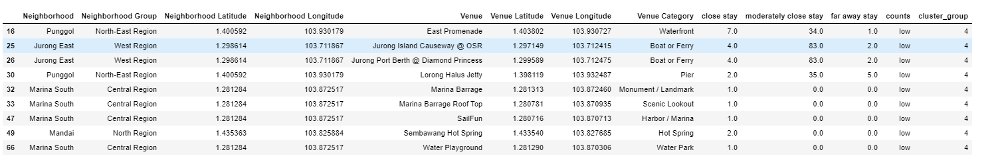 Neighborhood Neighborhood Group Neighborhood Latitude Neighborhood Longitude Venue Venue Latitude Venue Longitude Venue Category close stay moderately close stay far away stay counts cluster_group
16 Punggol North-East Region 1.400592 103.930179 East Promenade 1.403802 103.930727 Waterfront 7.0 34.0 1.0 low 4
25 Jurong East West Region 1.298614 103.711867 Jurong Island Causeway @ OSR 1.297149 103.712415 Boat or Ferry 4.0 83.0 2.0 low 4
26 Jurong East West Region 1.298614 103.711867 Jurong Port Berth @ Diamond Princess 1.299589 103.712475 Boat or Ferry 4.0 83.0 2.0 low 4
30 Punggol North-East Region 1.400592 103.930179 Lorong Halus Jetty 1.398119 103.932487 Pier 2.0 35.0 5.0 low 4
32 Marina South Central Region 1.281284 103.872517 Marina Barrage 1.281313 103.872460 Monument / Landmark 1.0 0.0 0.0 low 4
33 Marina South Central Region 1.281284 103.872517 Marina Barrage Roof Top 1.280781 103.870935 Scenic Lookout 1.0 0.0 0.0 low 4
47 Marina South Central Region 1.281284 103.872517 SailFun 1.280716 103.870713 Harbor / Marina 1.0 0.0 0.0 low 4
49 Mandai North Region 1.435363 103.825884 Sembawang Hot Spring 1.433540 103.827685 Hot Spring 2.0 0.0 0.0 low 4
66 Marina South Central Region 1.281284 103.872517 Water Playground 1.281290 103.870306 Water Park 1.0 0.0 0.0 low 4